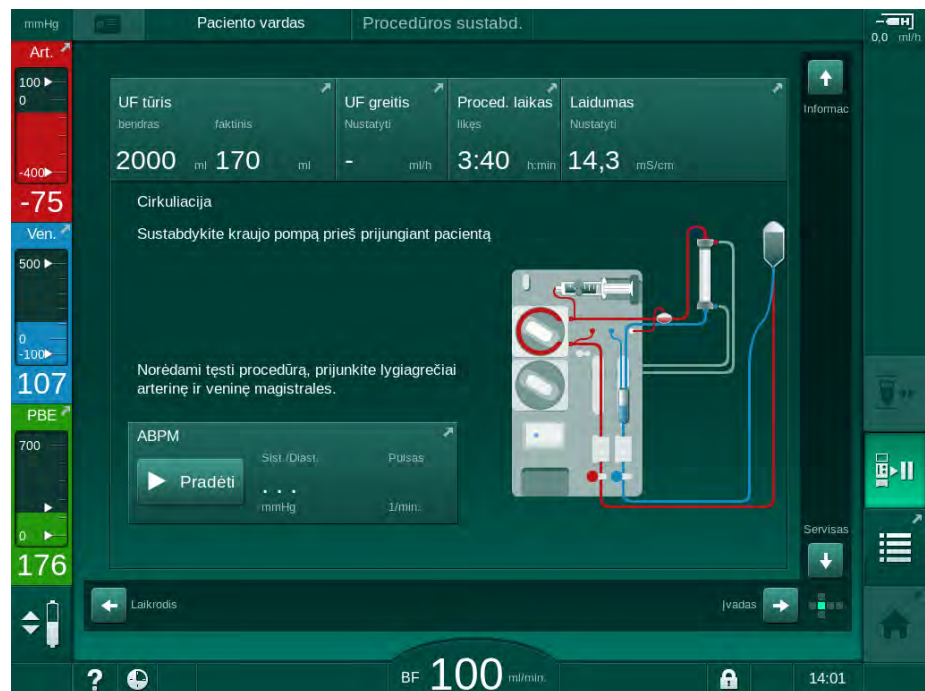 mmHg
Paciento vardas
Procedūros sustabd.
0,0 ml/h
Art.
100
0
-400
-75
Ven.
500
0
-100
107
PBE
700
0
176
UF tūris
bendras faktinis
2000 ml 170 ml
UF greitis
Nustatyti
- ml/h
Proced. laikas
likęs
3:40 h:min
Laidumas
Nustatyti
14,3 mS/cm
Informac
Cirkuliacija
Sustabdykite kraujo pompą prieš prijungiant pacientą
Norėdami tęsti procedūrą, prijunkite lygiagrečiai
arterinę ir veninę magistrales.
ABPM
Sist./Diast. Pulsas
Pradėti
. . .
mmHg 1/min.
Servisas
Laikrodis
Įvadas
?
BF 100 ml/min.
14:01